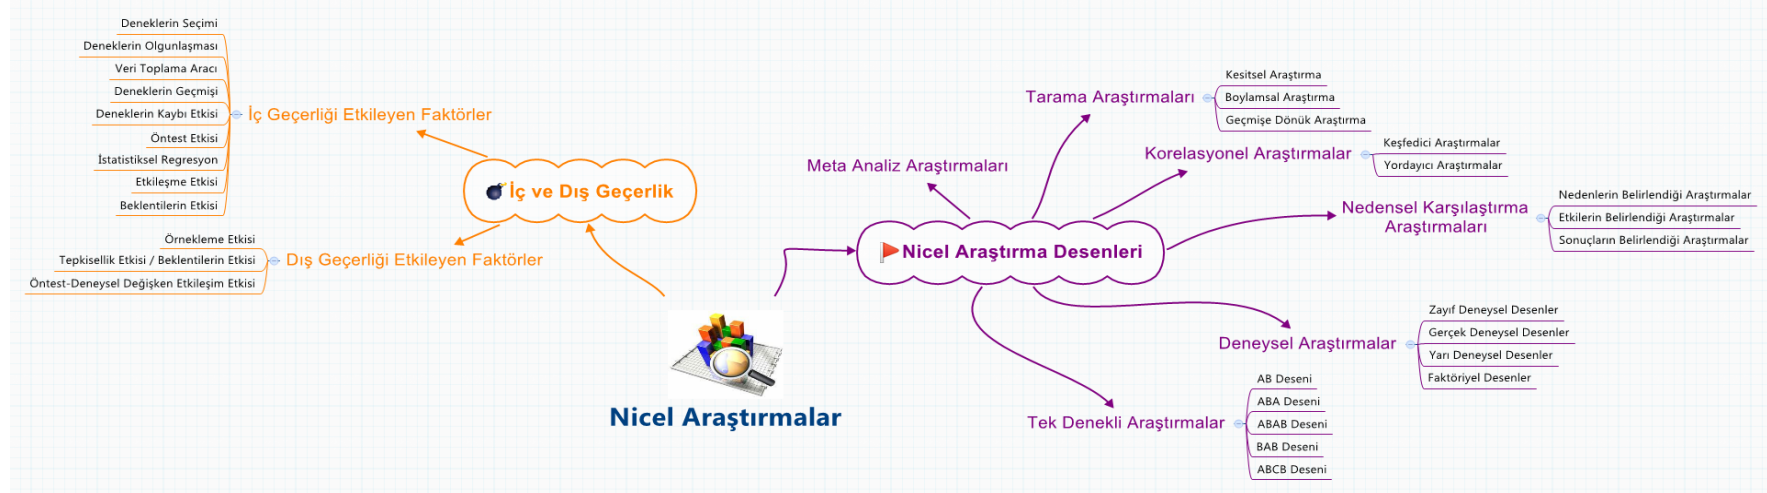 Deneklerin Seçimi
Deneklerin Olgunlaşması
Veri Toplama Aracı
Deneklerin Geçmişi
Deneklerin Kaybı Etkisi
Öntest Etkisi
İstatistiksel Regresyon
Etkileşme Etkisi
Beklentilerin Etkisi
İç Geçerliği Etkileyen Faktörler
İç ve Dış Geçerlik
Örnekleme Etkisi
Tepkisellik Etkisi / Beklentilerin Etkisi
Öntest-Deneysel Değişken Etkileşim Etkisi
Dış Geçerliği Etkileyen Faktörler
Nicel Araştırmalar
Nicel Araştırma Desenleri
Meta Analiz Araştırmaları
Tarama Araştırmaları
Kesitsel Araştırma
Boylamsal Araştırma
Geçmişe Dönük Araştırma
Korelasyonel Araştırmalar
Keşfedici Araştırmalar
Yordayıcı Araştırmalar
Nedensel Karşılaştırma
Araştırmaları
Nedenlerin Belirlendiği Araştırmalar
Etkilerin Belirlendiği Araştırmalar
Sonuçların Belirlendiği Araştırmalar
Deneysel Araştırmalar
Zayıf Deneysel Desenler
Gerçek Deneysel Desenler
Yarı Deneysel Desenler
Faktöriyel Desenler
Tek Denekli Araştırmalar
AB Deseni
ABA Deseni
ABAB Deseni
BAB Deseni
ABCB Deseni